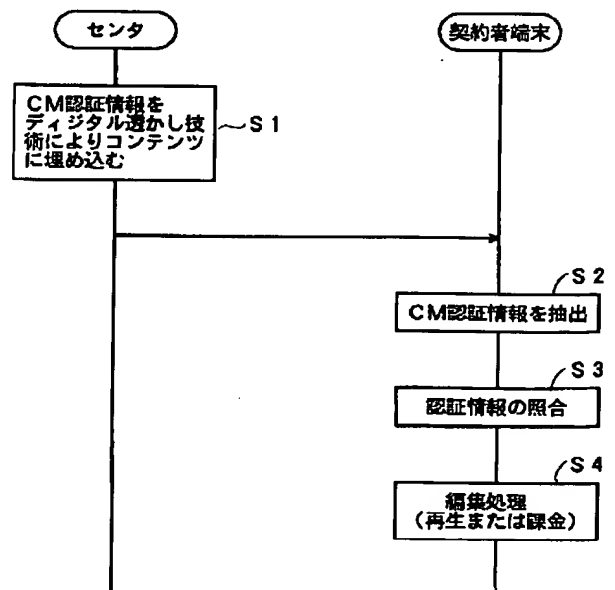 センタ
契約者端末
CM認証情報を
ディジタル透かし技
術によりコンテンツ
に埋め込む
S1
S2
CM認証情報を抽出
S3
認証情報の照合
S4
編集処理
(再生または課金)